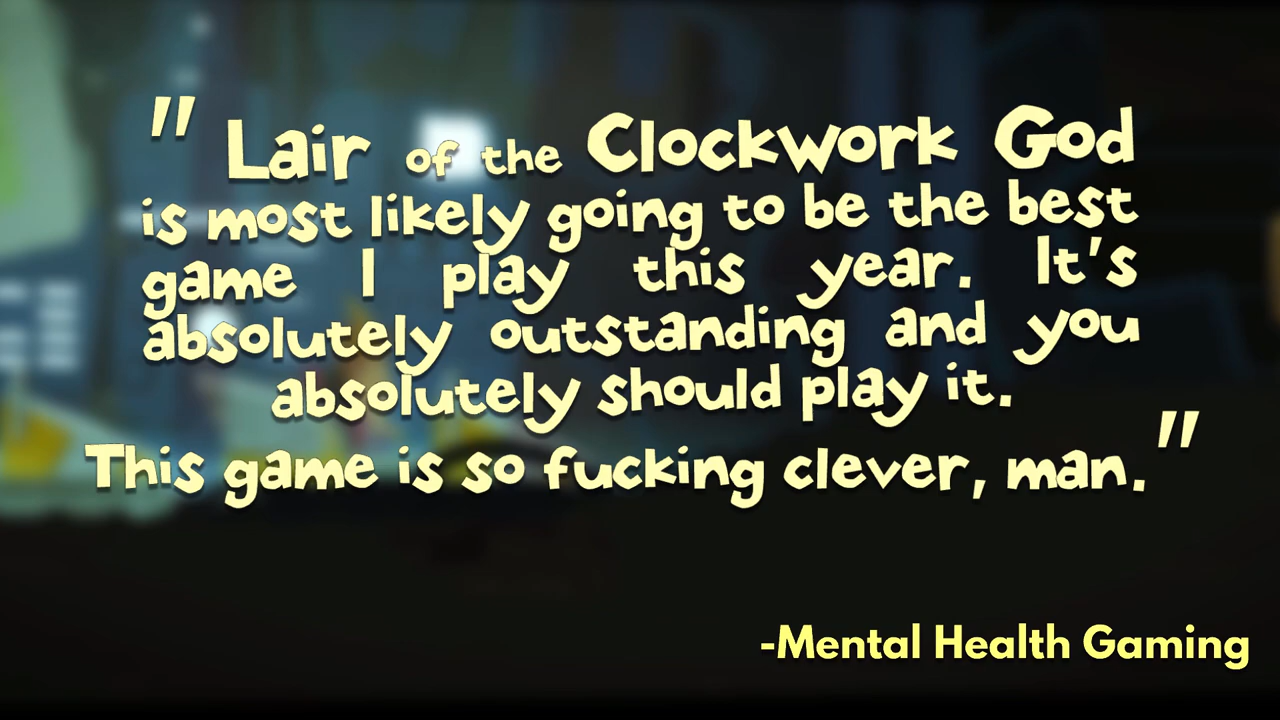 " Lair of the Clockwork God
is most likely going to be the best
game I play this year. It's
absolutely outstanding and you
absolutely should play it.
This game is so fucking clever, man."
-Mental Health Gaming